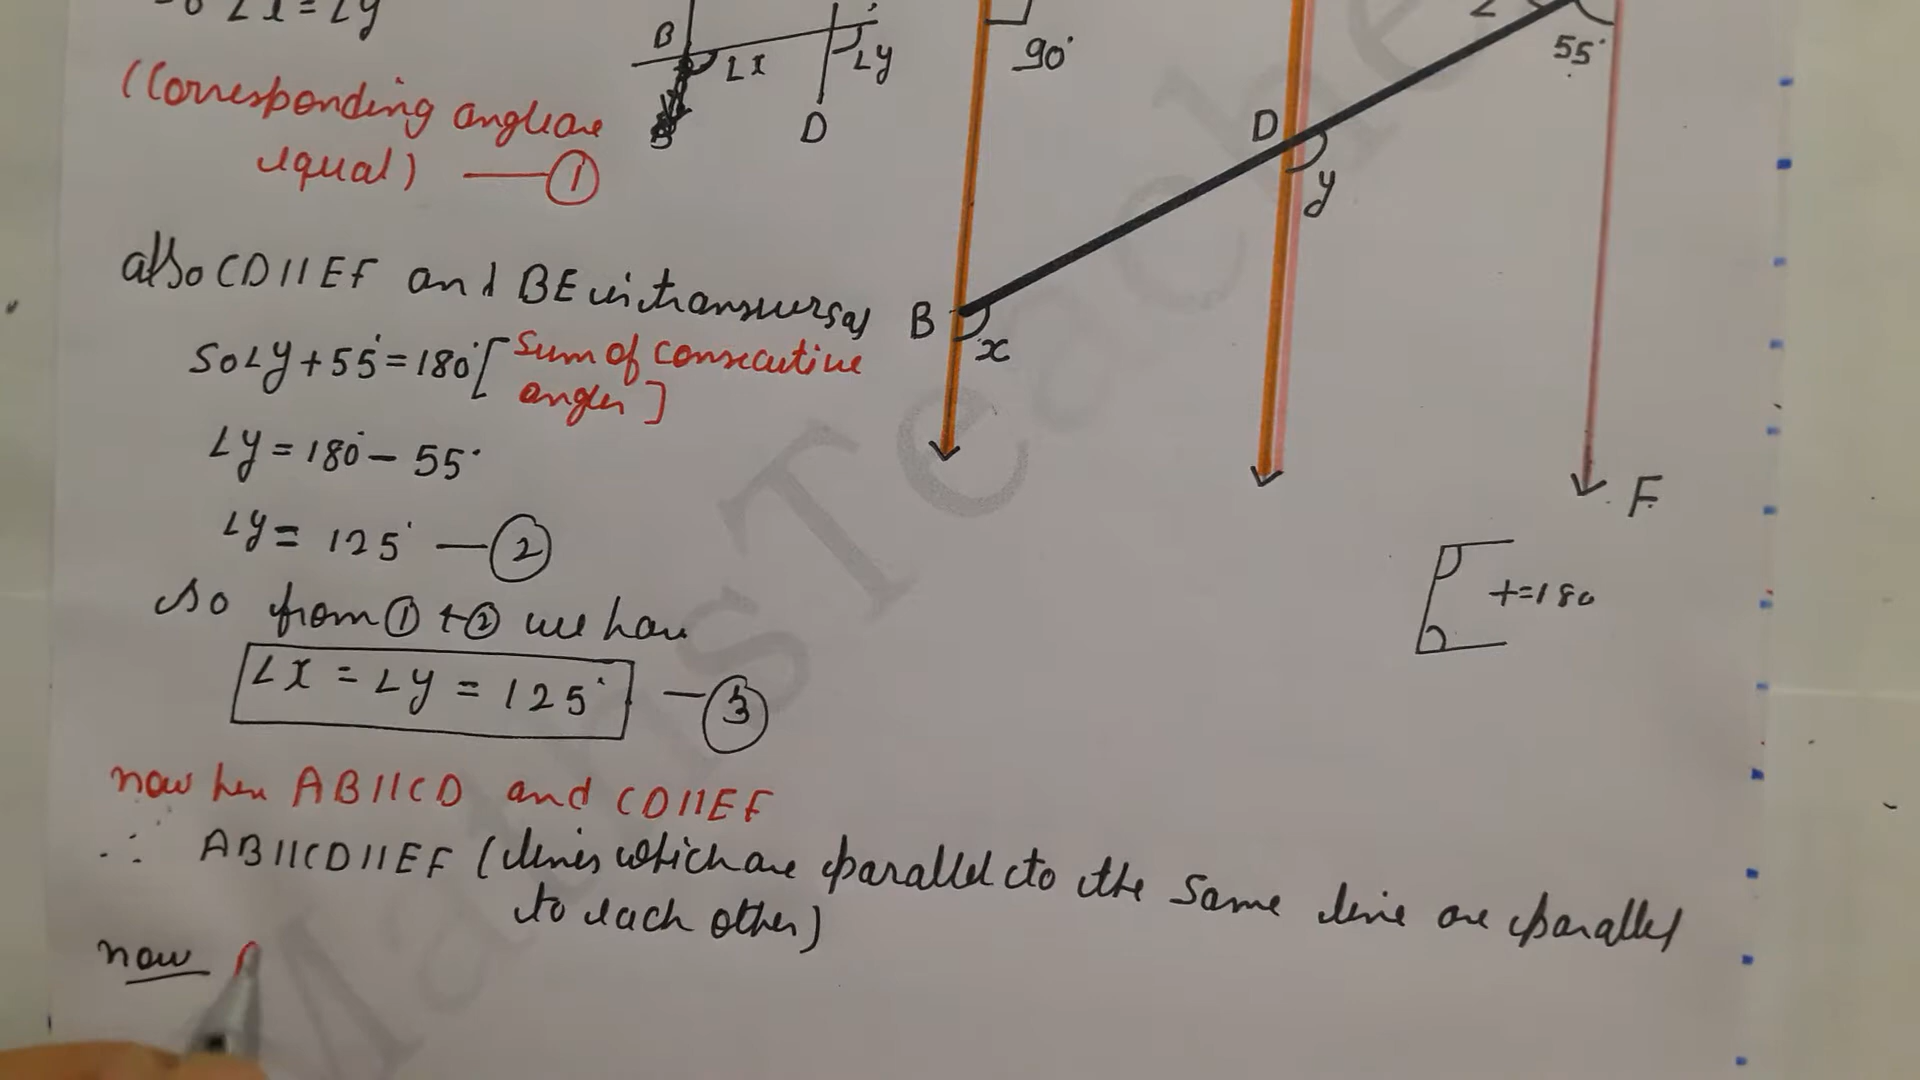 So ∠x = ∠y
(Corresponding angle are
equal) — ①
B
∠x
∠y
B
D
also CD || EF and BE is transversal
So ∠y + 55° = 180° [Sum of consecutive
angles]
∠y = 180° - 55°
∠y = 125° — ②
so from ① + ② we have
∠x = ∠y = 125° — ③
now here AB || CD and CD || EF
∴ AB || CD || EF (lines which are parallel to the same line are parallel
to each other)
now
90°
z
55°
D
y
B
x
F
+=180
MathsTeacher